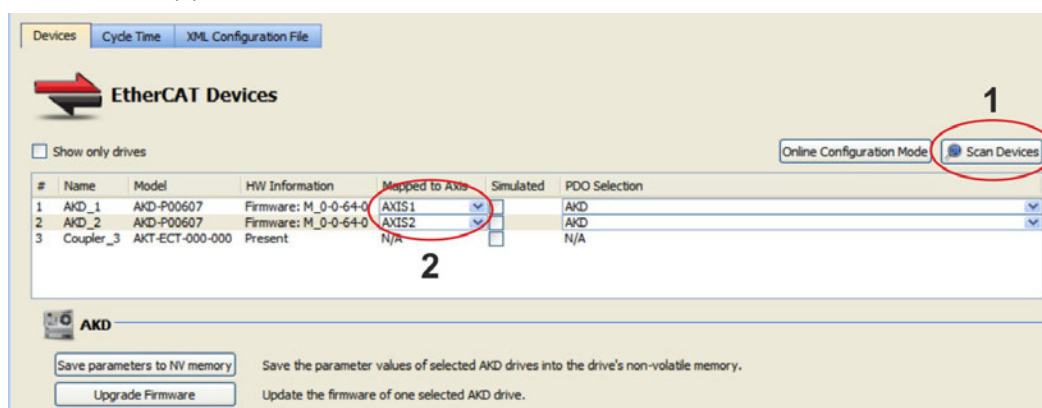 Devices Cycle Time XML Configuration File
EtherCAT Devices
1
Show only drives Online Configuration Mode Scan Devices
# Name Model HW Information Mapped to Axis Simulated PDO Selection
1 AKD_1 AKD-P00607 Firmware: M_0-0-64-0 AXIS1 AKD
2 AKD_2 AKD-P00607 Firmware: M_0-0-64-0 AXIS2 AKD
3 Coupler_3 AKT-ECT-000-000 Present N/A N/A
2
AKD
Save parameters to NV memory Save the parameter values of selected AKD drives into the drive's non-volatile memory.
Upgrade Firmware Update the firmware of one selected AKD drive.